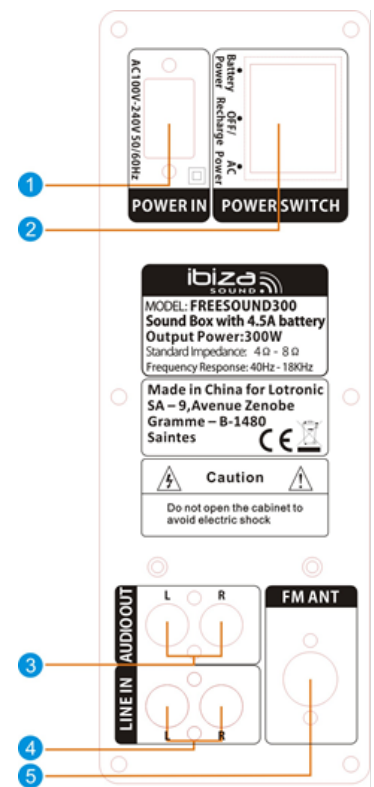 AC100V-240V 50/60Hz
Battery Power
OFF/ Recharge
AC Power
1
2
POWER IN
POWER SWITCH
ibiza
SOUND
MODEL: FREESOUND300
Sound Box with 4.5A battery
Output Power:300W
Standard Impedance: 4Ω - 8Ω
Frequency Response: 40Hz - 18KHz
Made in China for Lotronic
SA – 9,Avenue Zenobe
Gramme – B-1480
Saintes
CE
Caution
Do not open the cabinet to
avoid electric shock
AUDIO OUT
L R
FM ANT
3
LINE IN
L R
4
5